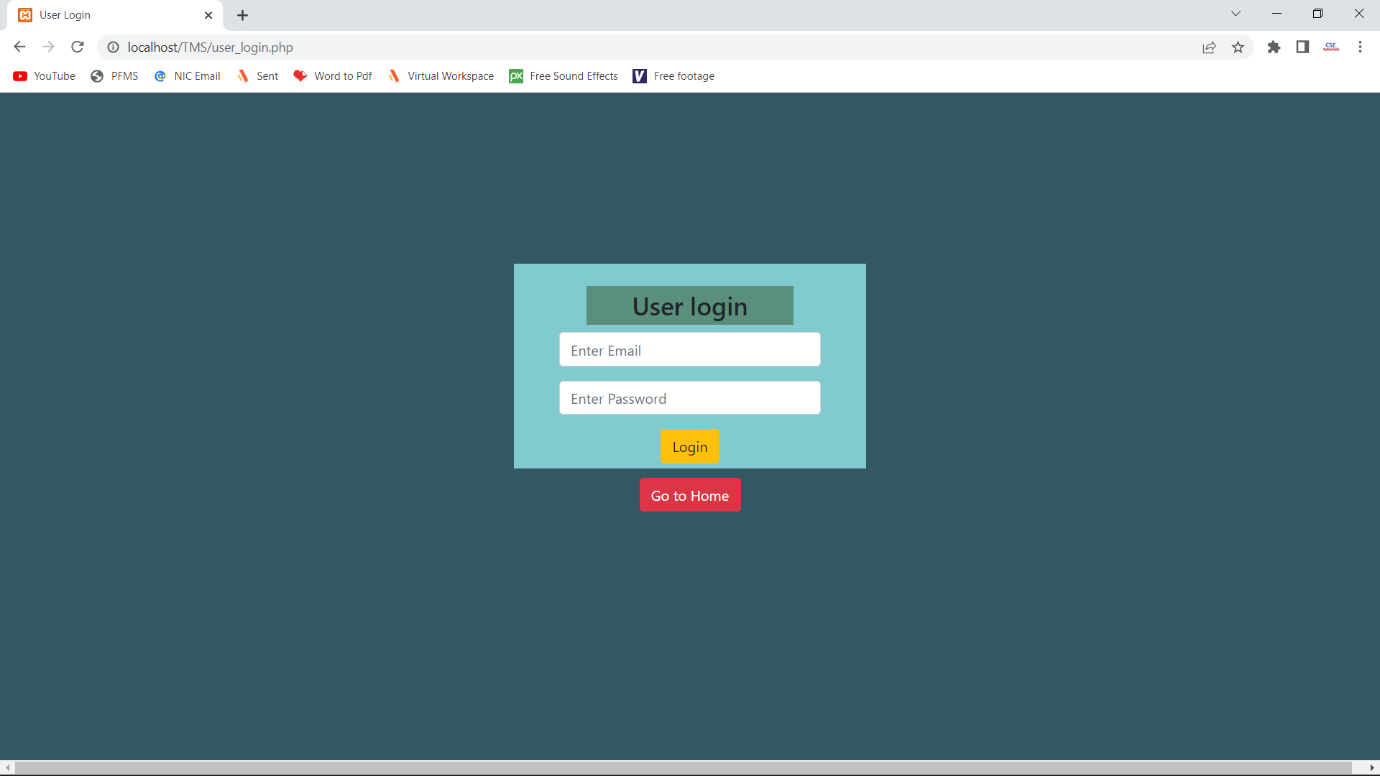 User Login
localhost/TMS/user_login.php
CSE
YouTube PFMS NIC Email Sent Word to Pdf Virtual Workspace Free Sound Effects Free footage
User login
Enter Email
Enter Password
Login
Go to Home